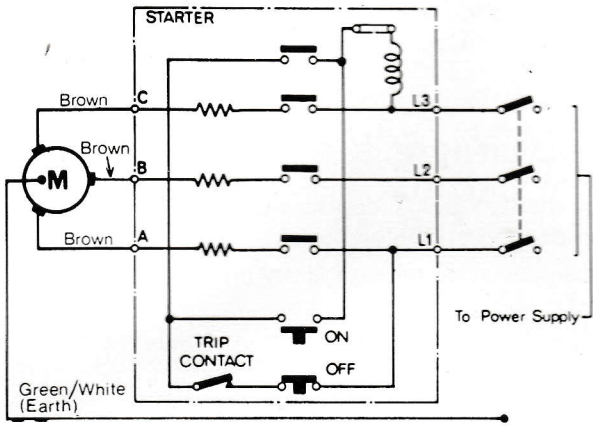 STARTER
Brown
C
L3
Brown
B
L2
M
Brown
A
L1
To Power Supply
ON
TRIP
CONTACT
OFF
Green/White
(Earth)